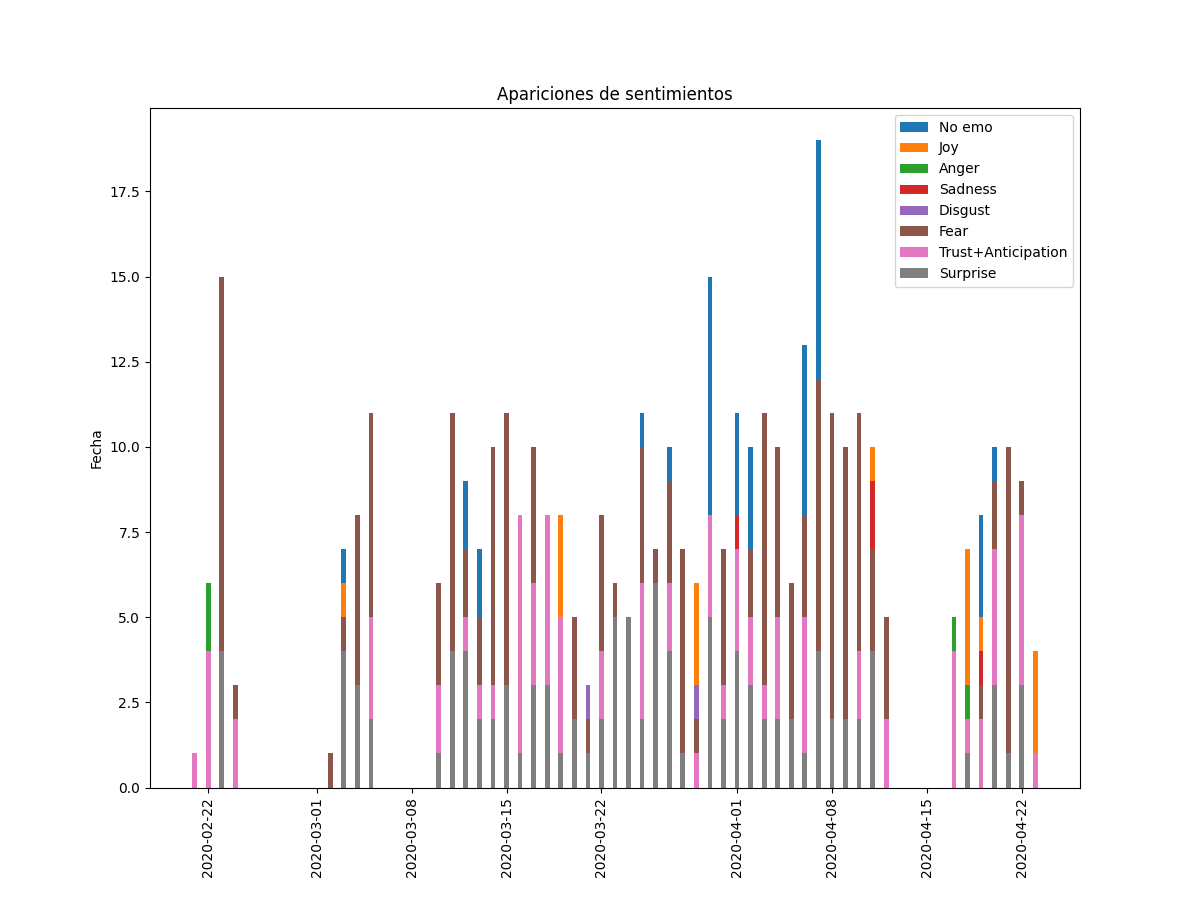 Apariciones de sentimientos
No emo
Joy
Anger
Sadness
Disgust
Fear
Trust+Anticipation
Surprise
Fecha
17.5
15.0
12.5
10.0
7.5
5.0
2.5
0.0
2020-02-22
2020-03-01
2020-03-08
2020-03-15
2020-03-22
2020-04-01
2020-04-08
2020-04-15
2020-04-22